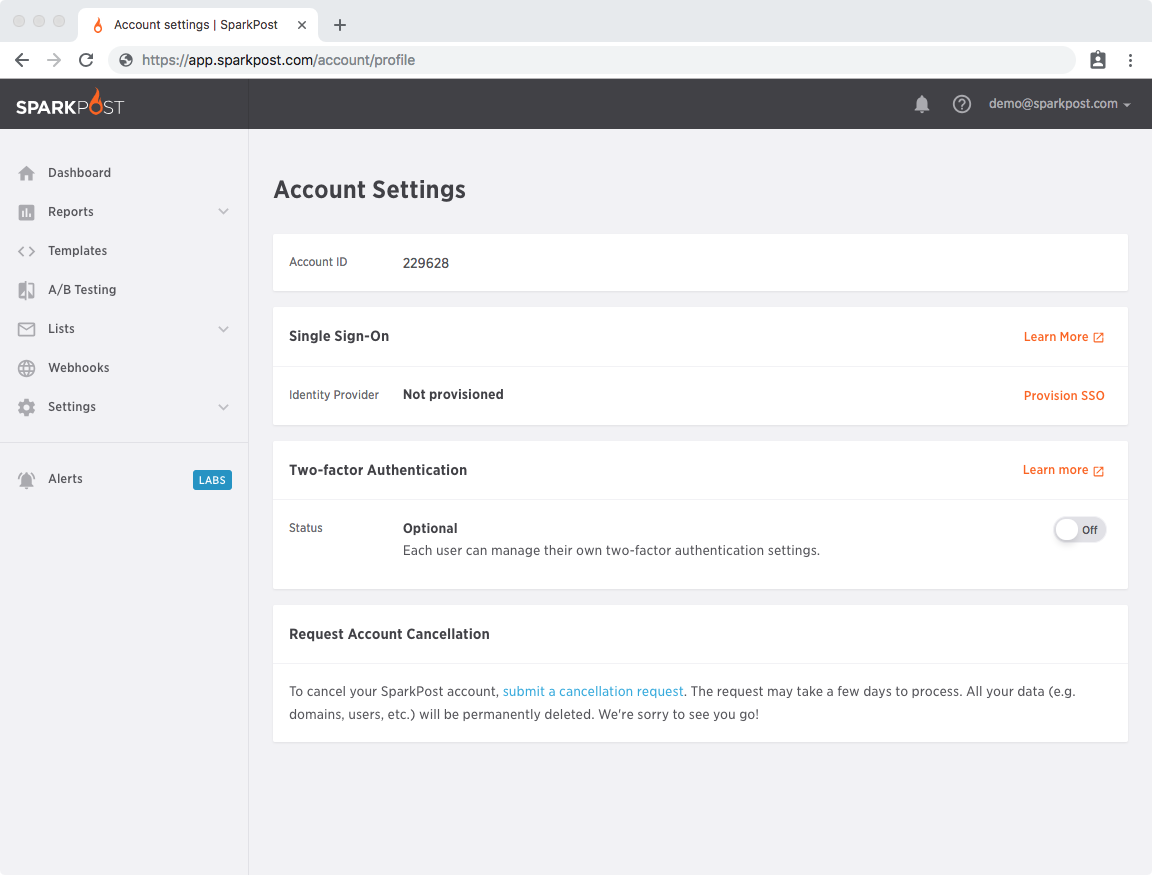 Account settings | SparkPost
https://app.sparkpost.com/account/profile
SPARKPOST
demo@sparkpost.com
Dashboard
Reports
Templates
A/B Testing
Lists
Webhooks
Settings
Alerts
LABS
Account Settings
Account ID 229628
Single Sign-On Learn More
Identity Provider Not provisioned Provision SSO
Two-factor Authentication Learn more
Status Optional Off
Each user can manage their own two-factor authentication settings.
Request Account Cancellation
To cancel your SparkPost account, submit a cancellation request. The request may take a few days to process. All your data (e.g.
domains, users, etc.) will be permanently deleted. We're sorry to see you go!